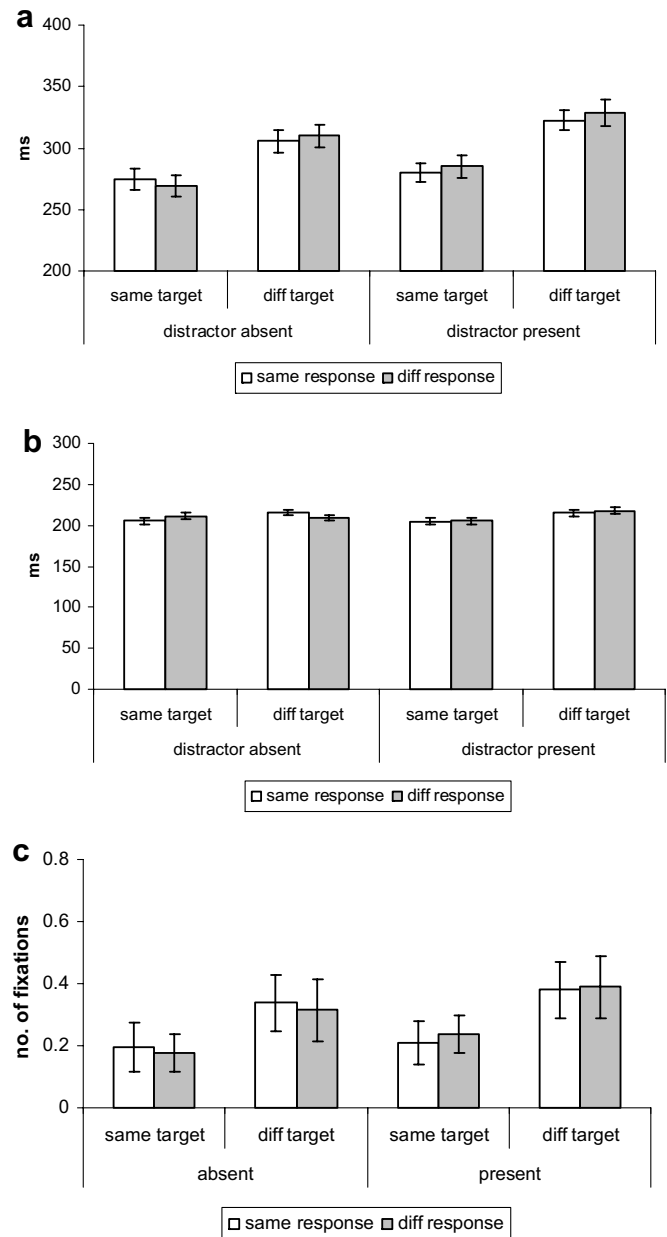 a
400
350
300
250
200
ms
same target diff target same target diff target
distractor absent distractor present
same response diff response
b
300
250
200
150
100
50
0
ms
same target diff target same target diff target
distractor absent distractor present
same response diff response
c
0.8
0.6
0.4
0.2
0
no. of fixations
same target diff target same target diff target
absent present
same response diff response